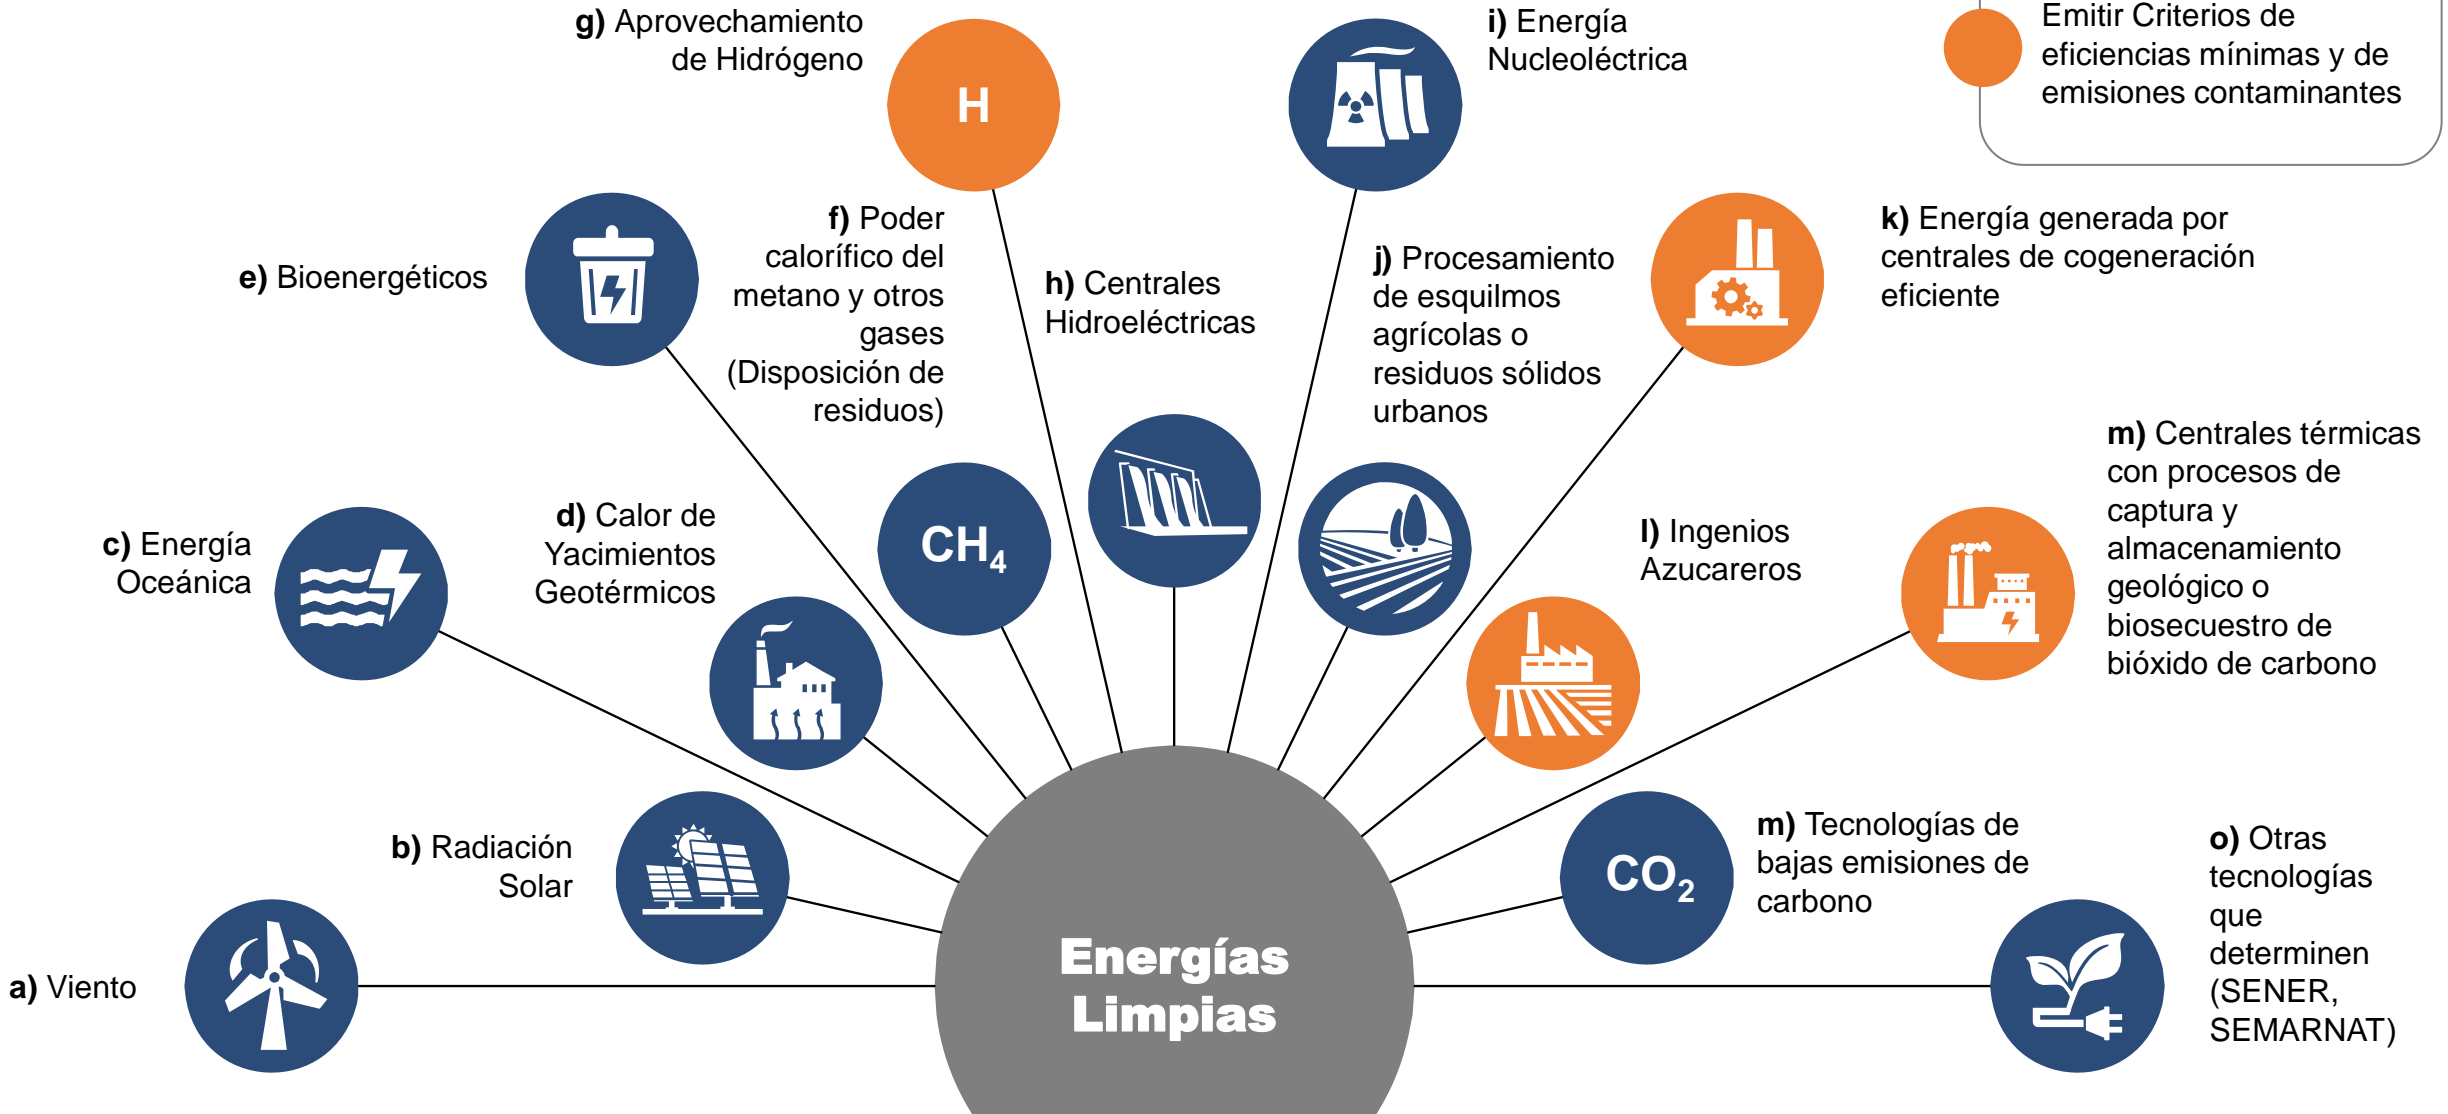 g) Aprovechamiento
de Hidrógeno
H
i) Energía
Nucleoléctrica
Emitir Criterios de
eficiencias mínimas y de
emisiones contaminantes
e) Bioenergéticos
f) Poder
calorífico del
metano y otros
gases
(Disposición de
residuos)
h) Centrales
Hidroeléctricas
j) Procesamiento
de esquilmos
agrícolas o
residuos sólidos
urbanos
k) Energía generada por
centrales de cogeneración
eficiente
c) Energía
Oceánica
d) Calor de
Yacimientos
Geotérmicos
CH₄
l) Ingenios
Azucareros
m) Centrales térmicas
con procesos de
captura y
almacenamiento
geológico o
biosecuestro de
bióxido de carbono
b) Radiación
Solar
CO₂
m) Tecnologías de
bajas emisiones de
carbono
o) Otras
tecnologías
que
determinen
(SENER,
SEMARNAT)
a) Viento
Energías
Limpias